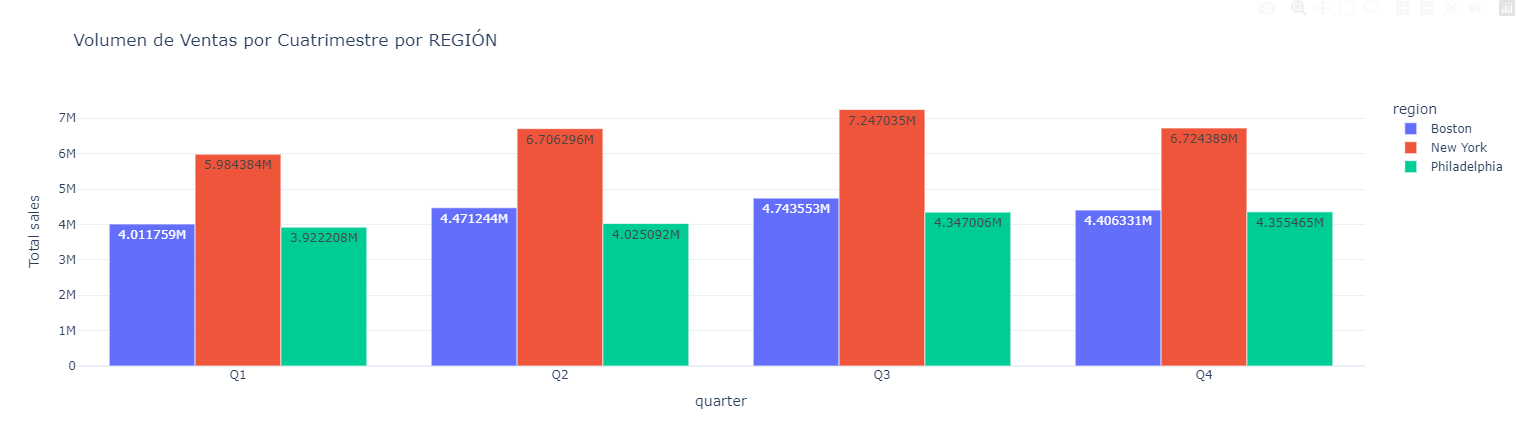 Volumen de Ventas por Cuatrimestre por REGIÓN
region
Boston
New York
Philadelphia
Total sales
7M
6M
5M
4M
3M
2M
1M
0
4.011759M
5.984384M
3.922208M
4.471244M
6.706296M
4.025092M
4.743553M
7.247035M
4.347006M
4.406331M
6.724389M
4.355465M
Q1
Q2
Q3
Q4
quarter